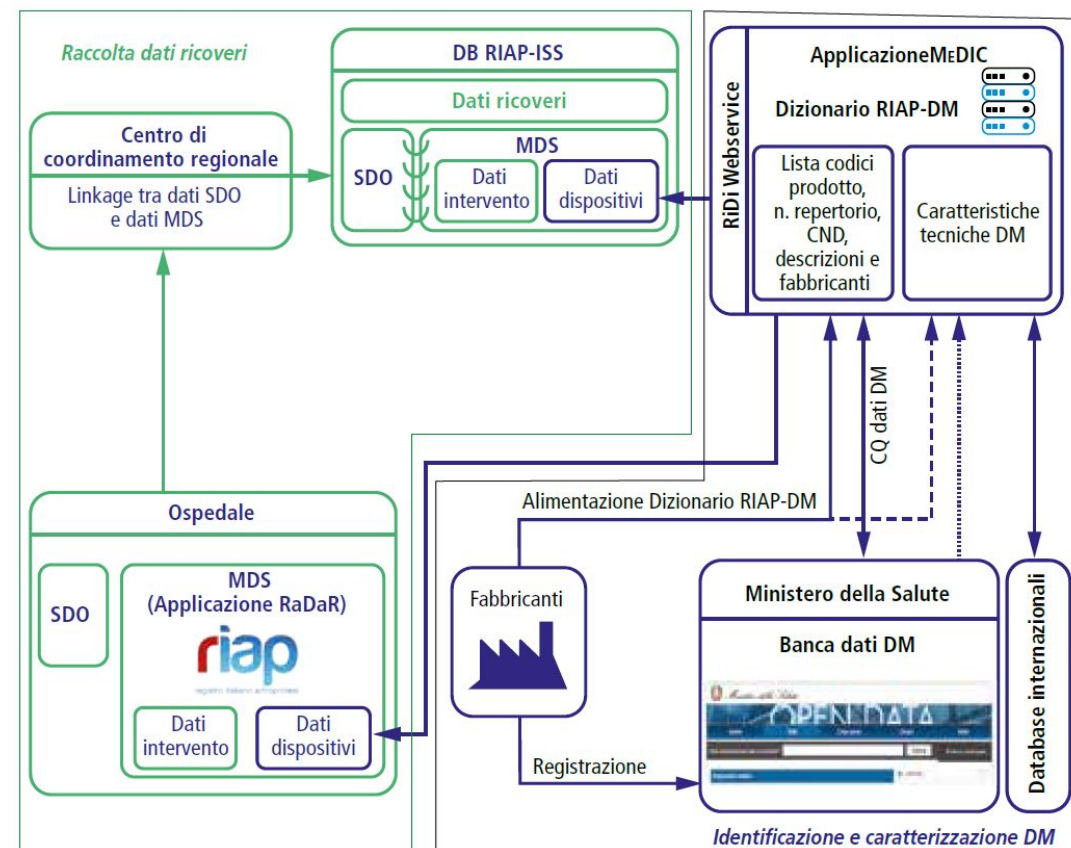 Raccolta dati ricoveri
Centro di
coordinamento regionale
Linkage tra dati SDO
e dati MDS
DB RIAP-ISS
Dati ricoveri
SDO
MDS
Dati
intervento
Dati
dispositivi
RiDi Webservice
ApplicazioneMEDIC
Dizionario RIAP-DM
Lista codici
prodotto,
n. repertorio,
CND,
descrizioni e
fabbricanti
Caratteristiche
tecniche DM
CQ dati DM
Alimentazione Dizionario RIAP-DM
Ospedale
SDO
MDS
(Applicazione RaDaR)
riap
registro italiano artroprotesi
Dati
intervento
Dati
dispositivi
Fabbricanti
Registrazione
Ministero della Salute
Banca dati DM
OPEN DATA
Database internazionali
Identificazione e caratterizzazione DM